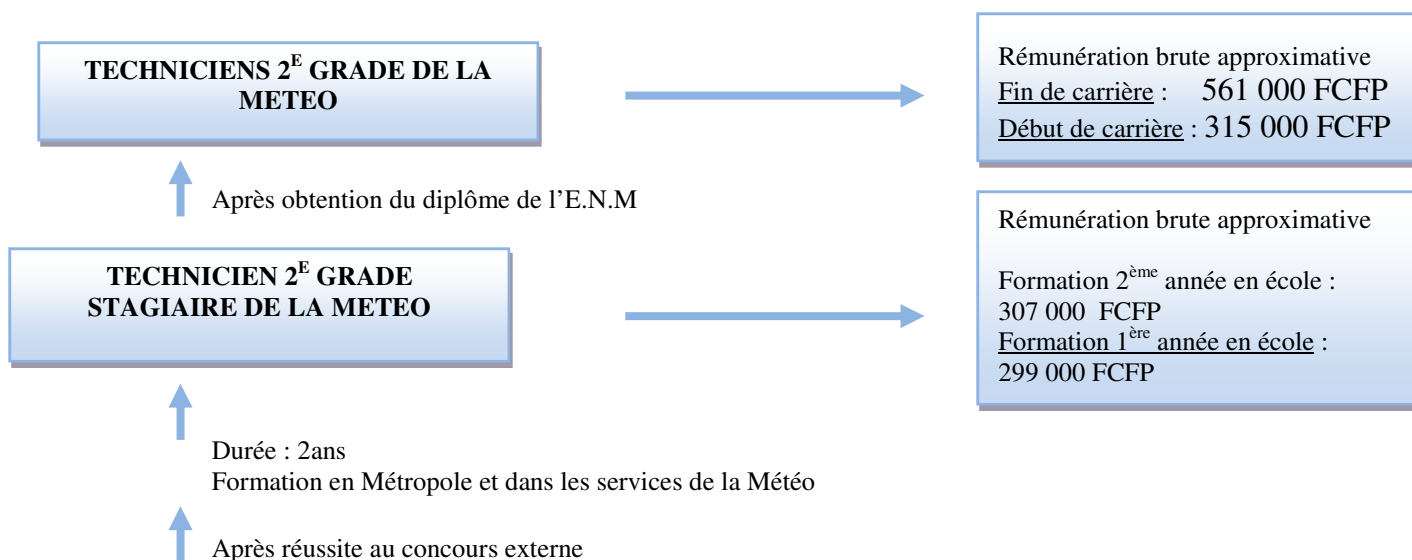 TECHNICIENS 2E GRADE DE LA
METEO
Rémunération brute approximative
Fin de carrière : 561 000 FCFP
Début de carrière : 315 000 FCFP
Après obtention du diplôme de l’E.N.M
TECHNICIEN 2E GRADE
STAGIAIRE DE LA METEO
Rémunération brute approximative
Formation 2ème année en école :
307 000 FCFP
Formation 1ère année en école :
299 000 FCFP
Durée : 2ans
Formation en Métropole et dans les services de la Météo
Après réussite au concours externe